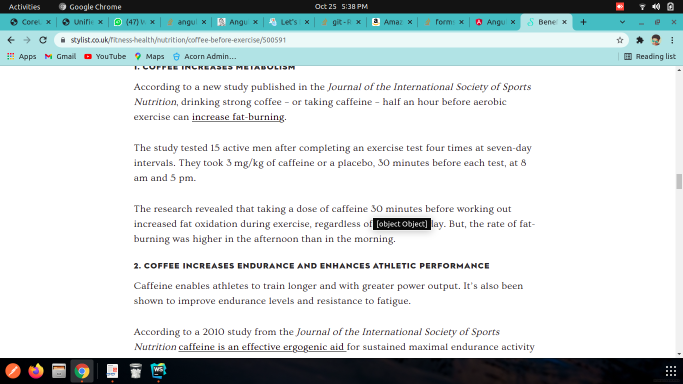 Activities
Google Chrome
Oct 25 5:38 PM
Core
Unifi
(47) W
angul
Angul
Let's
git - R
Amaz
form
Angu
Bene
stylist.co.uk/fitness-health/nutrition/coffee-before-exercise/500591
Apps
Gmail
YouTube
Maps
Acorn Admin...
Reading list
1. COFFEE INCREASES METABOLISM
According to a new study published in the Journal of the International Society of Sports
Nutrition, drinking strong coffee – or taking caffeine – half an hour before aerobic
exercise can increase fat-burning.
The study tested 15 active men after completing an exercise test four times at seven-day
intervals. They took 3 mg/kg of caffeine or a placebo, 30 minutes before each test, at 8
am and 5 pm.
The research revealed that taking a dose of caffeine 30 minutes before working out
increased fat oxidation during exercise, regardless of [object Object] lay. But, the rate of fat-
burning was higher in the afternoon than in the morning.
2. COFFEE INCREASES ENDURANCE AND ENHANCES ATHLETIC PERFORMANCE
Caffeine enables athletes to train longer and with greater power output. It's also been
shown to improve endurance levels and resistance to fatigue.
According to a 2010 study from the Journal of the International Society of Sports
Nutrition caffeine is an effective ergogenic aid for sustained maximal endurance activity